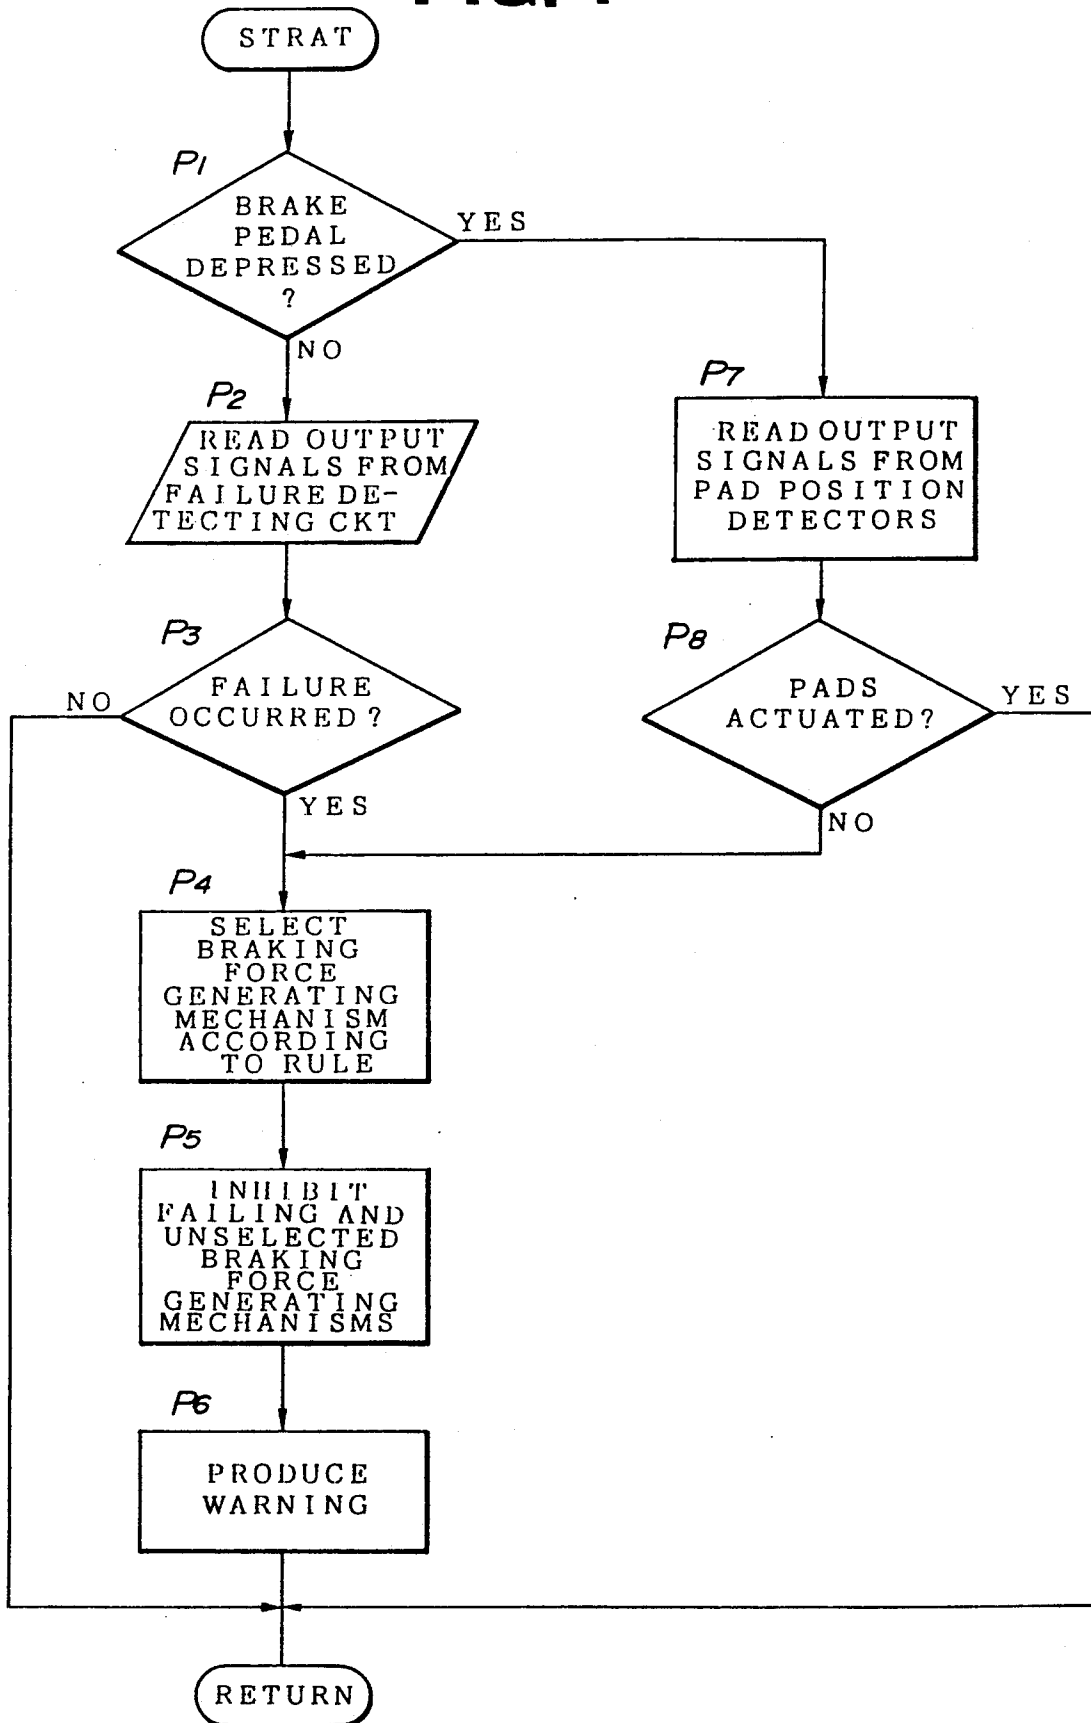 STRAT
P1
BRAKE
PEDAL
DEPRESSED
?
YES
NO
P2
READ OUTPUT
SIGNALS FROM
FAILURE DE-
TECTING CKT
P7
READ OUTPUT
SIGNALS FROM
PAD POSITION
DETECTORS
P3
FAILURE
OCCURRED?
NO
YES
P8
PADS
ACTUATED?
YES
NO
P4
SELECT
BRAKING
FORCE
GENERATING
MECHANISM
ACCORDING
TO RULE
P5
INHIBIT
FAILING AND
UNSELECTED
BRAKING
FORCE
GENERATING
MECHANISMS
P6
PRODUCE
WARNING
RETURN